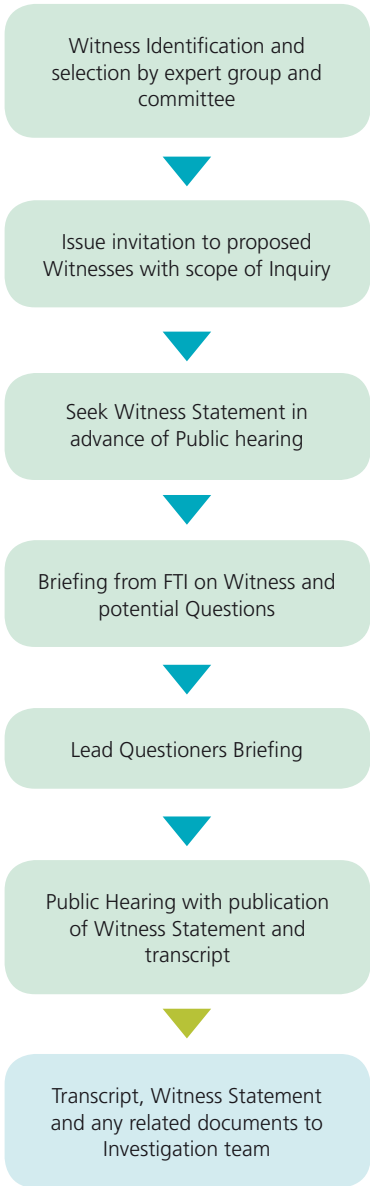 Witness Identification and
selection by expert group and
committee
Issue invitation to proposed
Witnesses with scope of Inquiry
Seek Witness Statement in
advance of Public hearing
Briefing from FTI on Witness and
potential Questions
Lead Questioners Briefing
Public Hearing with publication
of Witness Statement and
transcript
Transcript, Witness Statement
and any related documents to
Investigation team